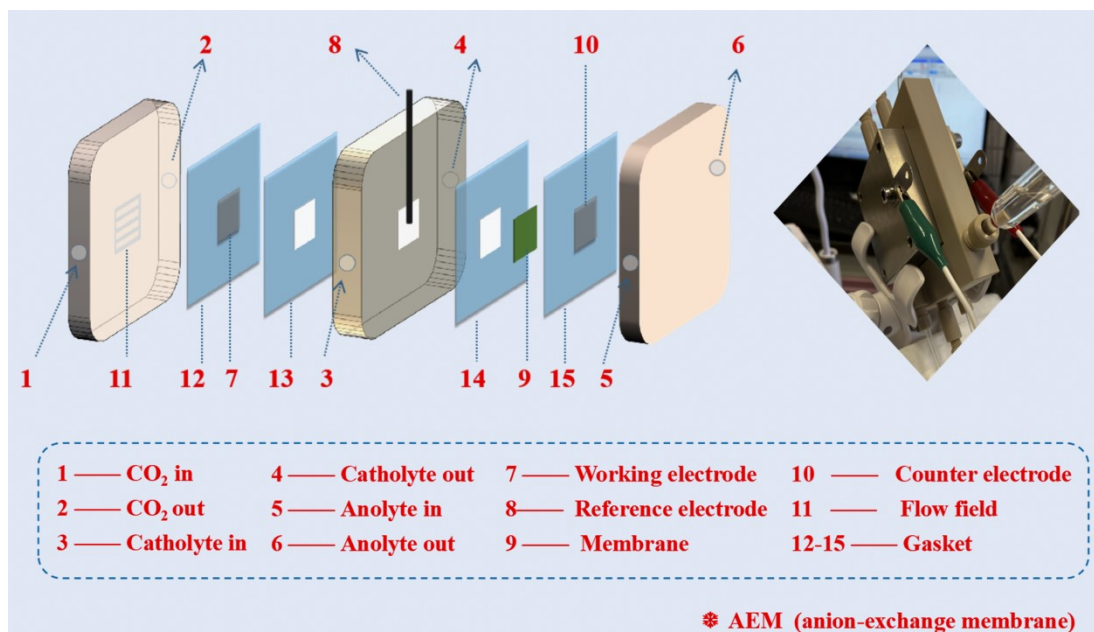 2 8 4 10 6
1 11 12 7 13 3 14 9 15 5
1 —— CO₂ in 4 —— Catholyte out 7 —— Working electrode 10 —— Counter electrode
2 —— CO₂ out 5 —— Anolyte in 8 —— Reference electrode 11 —— Flow field
3 —— Catholyte in 6 —— Anolyte out 9 —— Membrane 12-15 —— Gasket
❄ AEM (anion-exchange membrane)